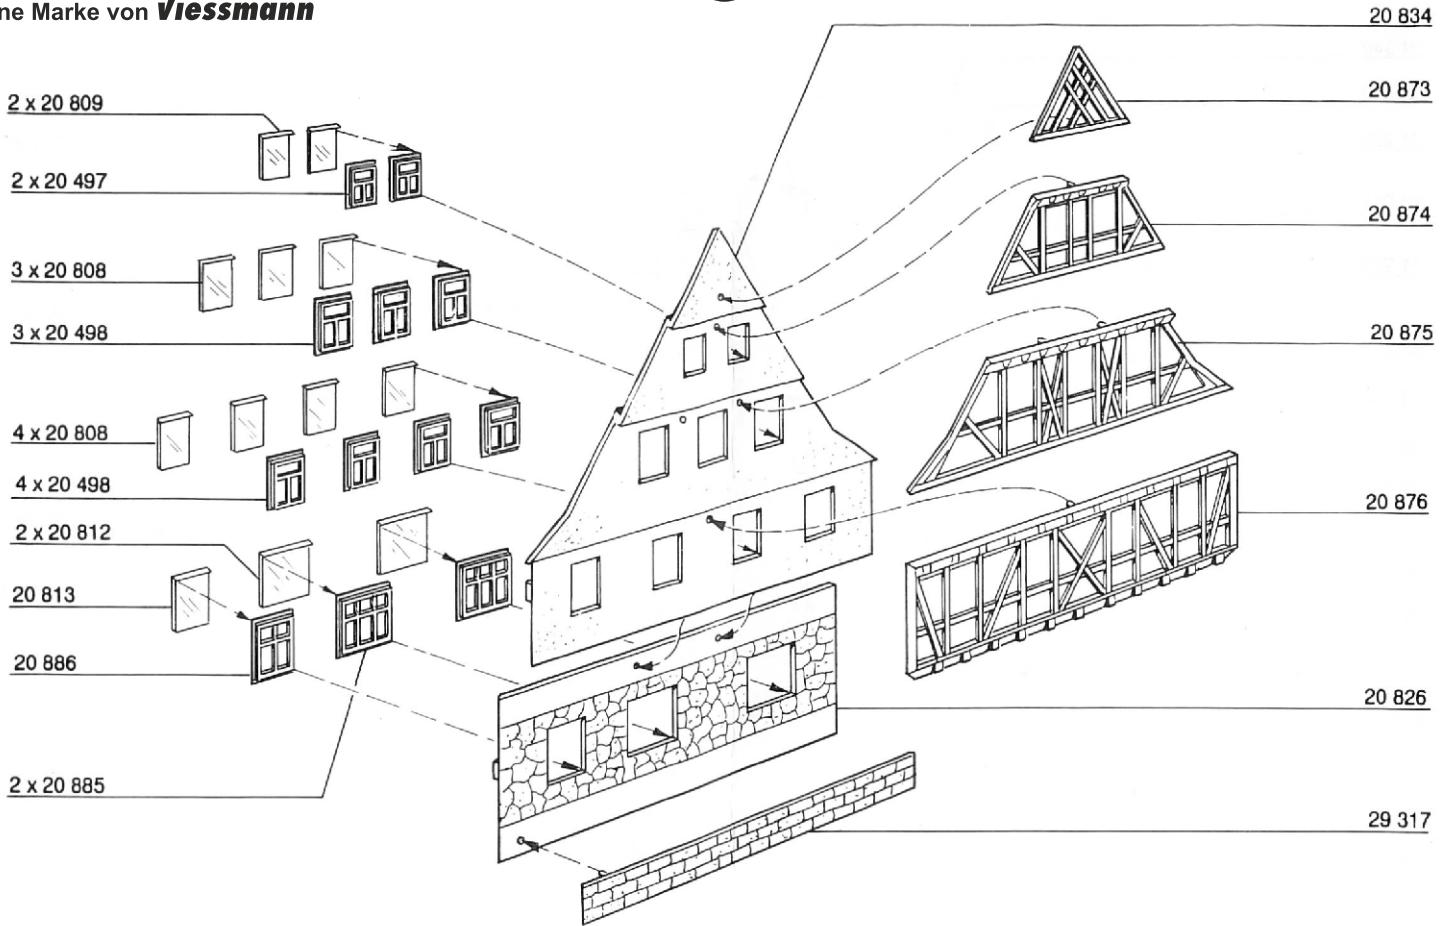 ne Marke von Viessmann
2 x 20 809
2 x 20 497
3 x 20 808
3 x 20 498
4 x 20 808
4 x 20 498
2 x 20 812
20 813
20 886
2 x 20 885
20 834
20 873
20 874
20 875
20 876
20 826
29 317